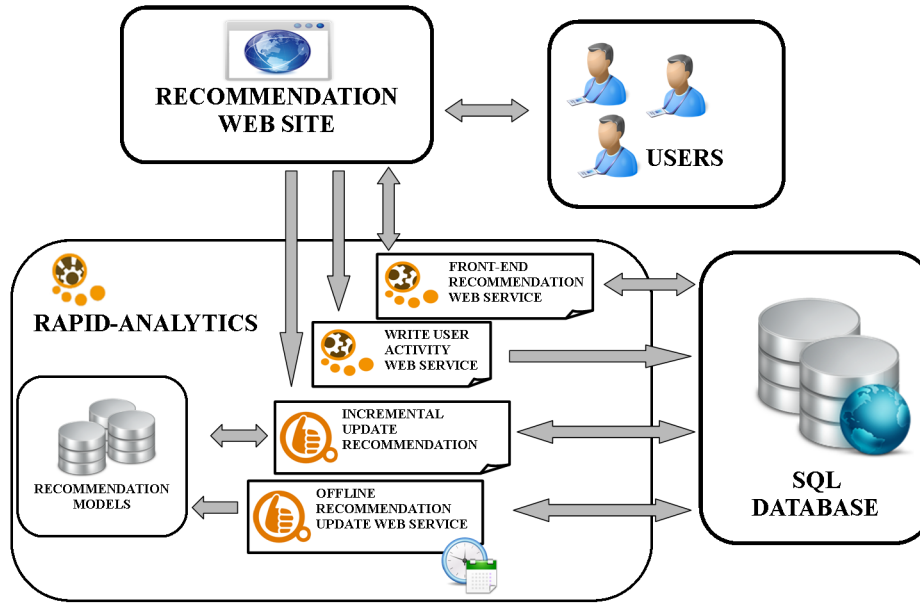 RECOMMENDATION
WEB SITE
USERS
RAPID-ANALYTICS
FRONT-END
RECOMMENDATION
WEB SERVICE
WRITE USER
ACTIVITY
WEB SERVICE
INCREMENTAL
UPDATE
RECOMMENDATION
RECOMMENDATION
MODELS
OFFLINE
RECOMMENDATION
UPDATE WEB SERVICE
SQL
DATABASE